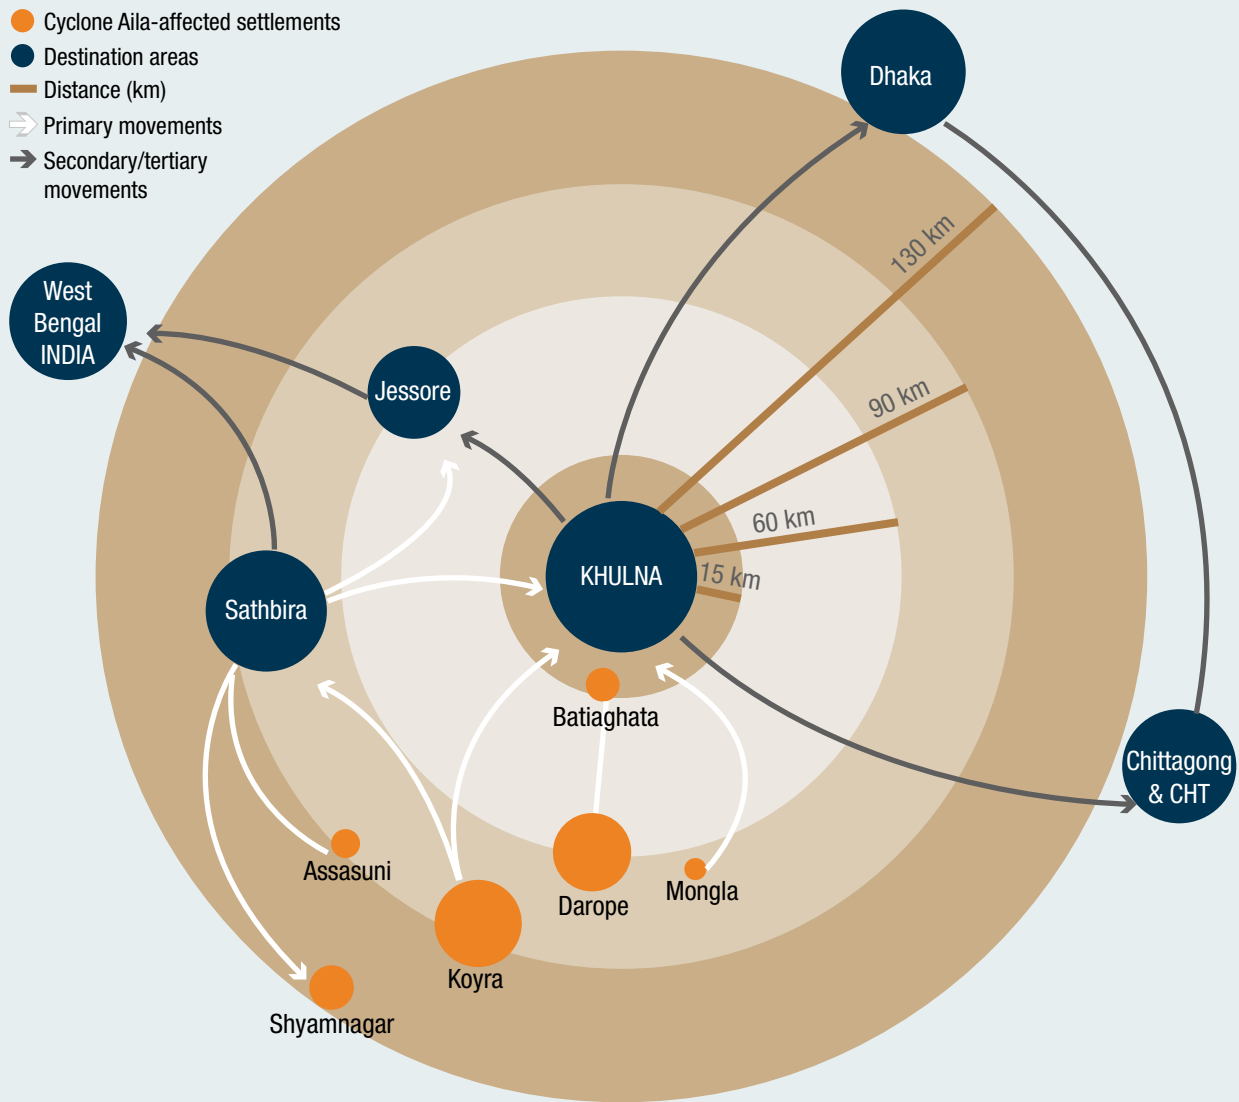 Cyclone Aila-affected settlements
Destination areas
Distance (km)
Primary movements
Secondary/tertiary
movements
Dhaka
130 km
West
Bengal
INDIA
Jessore
90 km
60 km
KHULNA
15 km
Sathbira
Batiaghata
Chittagong
& CHT
Assasuni
Darope
Mongla
Koyra
Shyamnagar